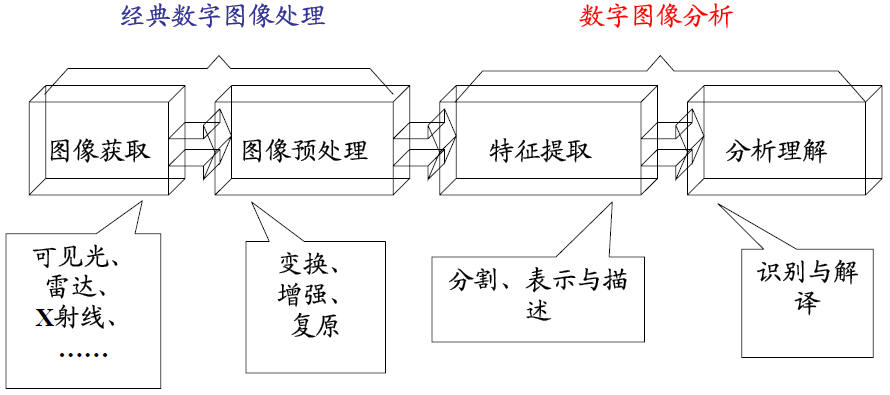 经典数字图像处理
数字图像分析
图像获取
图像预处理
特征提取
分析理解
可见光、
雷达、
X射线、
……
变换、
增强、
复原
分割、表示与描
述
识别与解
译